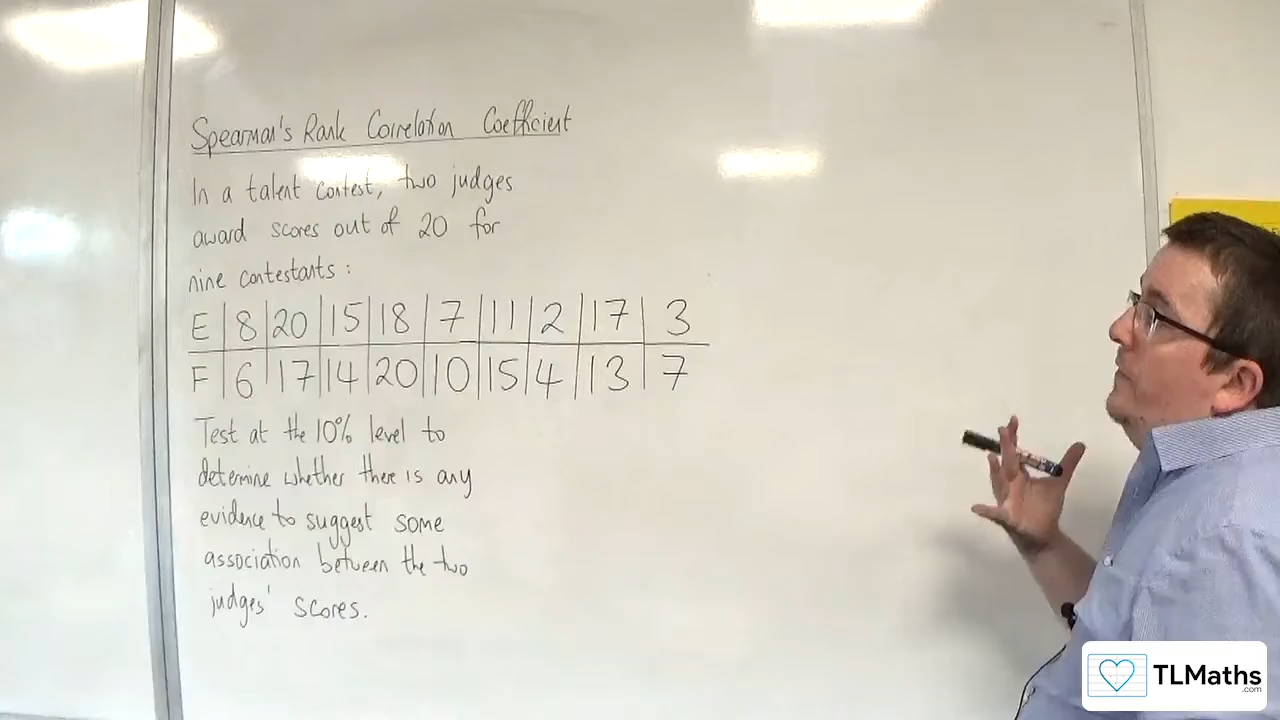 Spearman's Rank Correlation Coefficient
In a talent contest, two judges
award scores out of 20 for
nine contestants:
E 8 20 15 18 7 11 2 17 3
F 6 17 14 20 10 15 4 13 7
Test at the 10% level to
determine whether there is any
evidence to suggest some
association between the two
judges' scores.
TLMaths
.com